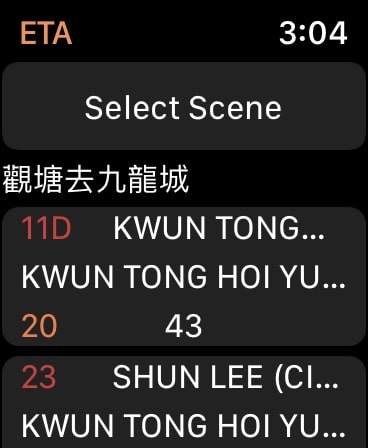 ETA 3:04
Select Scene
觀塘去九龍城
11D KWUN TONG...
KWUN TONG HOI YU...
20 43
23 SHUN LEE (CI...
KWUN TONG HOI YU...